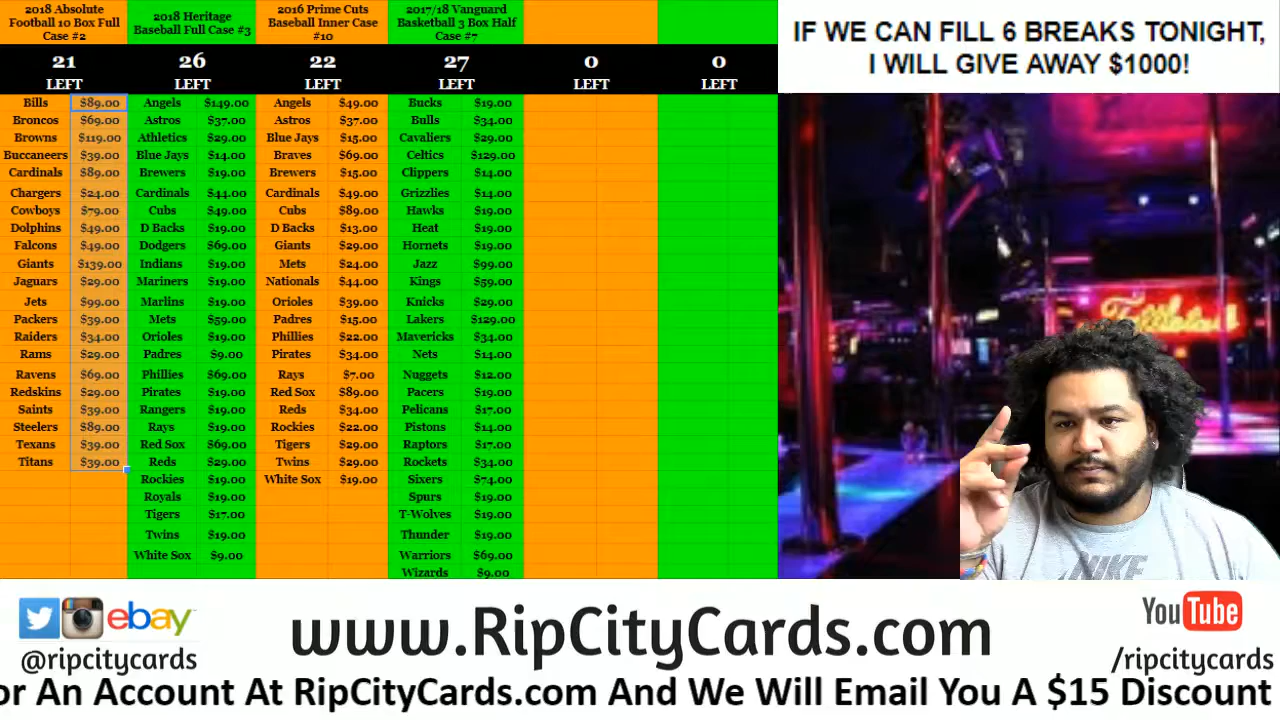 2018 Absolute
Football 10 Box Full
Case #2
2018 Heritage
Baseball Full Case #3
2016 Prime Cuts
Baseball Inner Case
#10
2017/18 Vanguard
Basketball 3 Box Half
Case #7
21 26 22 27 0 0
LEFT LEFT LEFT LEFT LEFT LEFT
Bills $89.00 Angels $149.00 Angels $49.00 Bucks $19.00
Broncos $69.00 Astros $37.00 Astros $37.00 Bulls $34.00
Browns $119.00 Athletics $29.00 Blue Jays $15.00 Cavaliers $29.00
Buccaneers $39.00 Blue Jays $14.00 Braves $69.00 Celtics $129.00
Cardinals $89.00 Brewers $19.00 Brewers $15.00 Clippers $14.00
Chargers $24.00 Cardinals $44.00 Cardinals $49.00 Grizzlies $14.00
Cowboys $79.00 Cubs $49.00 Cubs $89.00 Hawks $19.00
Dolphins $49.00 D Backs $19.00 D Backs $13.00 Heat $19.00
Falcons $49.00 Dodgers $69.00 Giants $29.00 Hornets $19.00
Giants $139.00 Indians $19.00 Mets $24.00 Jazz $99.00
Jaguars $29.00 Mariners $19.00 Nationals $44.00 Kings $59.00
Jets $99.00 Marlins $19.00 Orioles $39.00 Knicks $29.00
Packers $39.00 Mets $59.00 Padres $15.00 Lakers $129.00
Raiders $34.00 Orioles $19.00 Phillies $22.00 Mavericks $34.00
Rams $29.00 Padres $9.00 Pirates $34.00 Nets $14.00
Ravens $69.00 Phillies $69.00 Rays $7.00 Nuggets $12.00
Redskins $29.00 Pirates $19.00 Red Sox $89.00 Pacers $19.00
Saints $39.00 Rangers $19.00 Reds $34.00 Pelicans $17.00
Steelers $89.00 Rays $19.00 Rockies $22.00 Pistons $14.00
Texans $39.00 Red Sox $69.00 Tigers $29.00 Raptors $17.00
Titans $39.00 Reds $29.00 Twins $29.00 Rockets $34.00
Rockies $19.00 White Sox $19.00 Sixers $74.00
Royals $19.00 Spurs $19.00
Tigers $17.00 T-Wolves $19.00
Twins $19.00 Thunder $19.00
White Sox $9.00 Warriors $69.00
Wizards $9.00
IF WE CAN FILL 6 BREAKS TONIGHT,
I WILL GIVE AWAY $1000!
NIKE
ebay
@ripcitycards
www.RipCityCards.com
YouTube
/ripcitycards
or An Account At RipCityCards.com And We Will Email You A $15 Discount